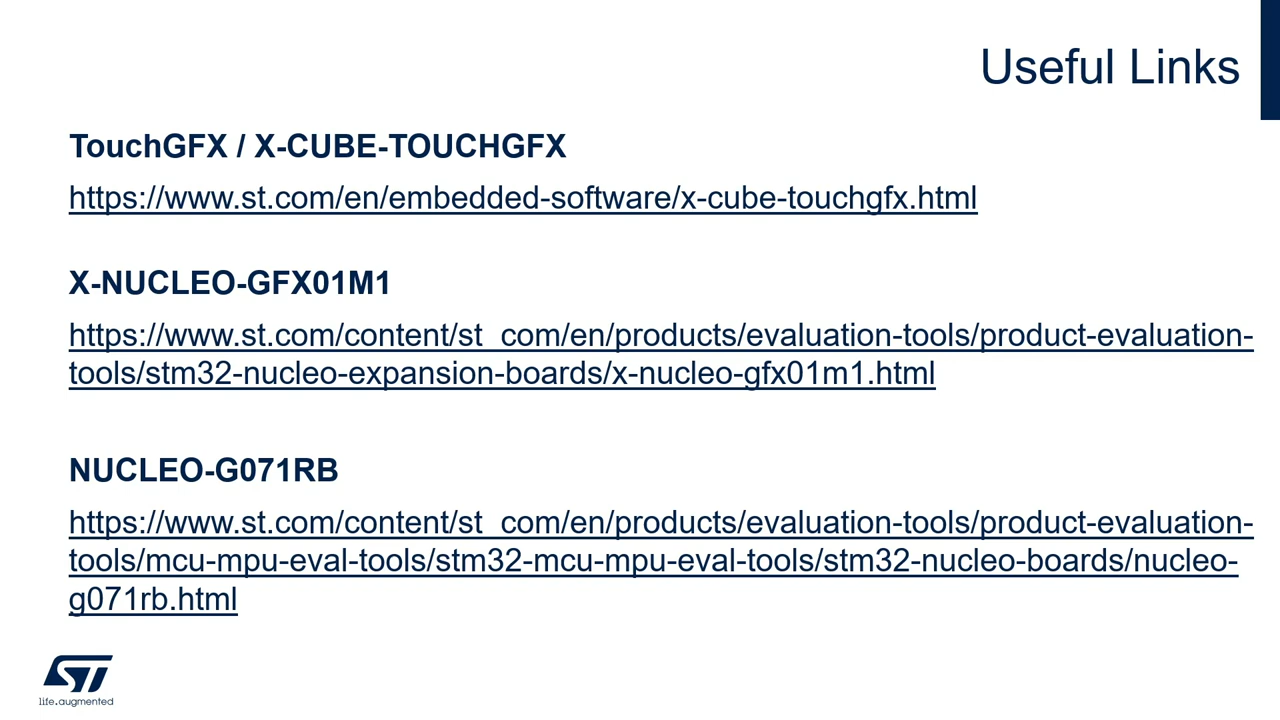 Useful Links
TouchGFX / X-CUBE-TOUCHGFX
https://www.st.com/en/embedded-software/x-cube-touchgfx.html
X-NUCLEO-GFX01M1
https://www.st.com/content/st_com/en/products/evaluation-tools/product-evaluation-
tools/stm32-nucleo-expansion-boards/x-nucleo-gfx01m1.html
NUCLEO-G071RB
https://www.st.com/content/st_com/en/products/evaluation-tools/product-evaluation-
tools/mcu-mpu-eval-tools/stm32-mcu-mpu-eval-tools/stm32-nucleo-boards/nucleo-
g071rb.html
ST
life.augmented